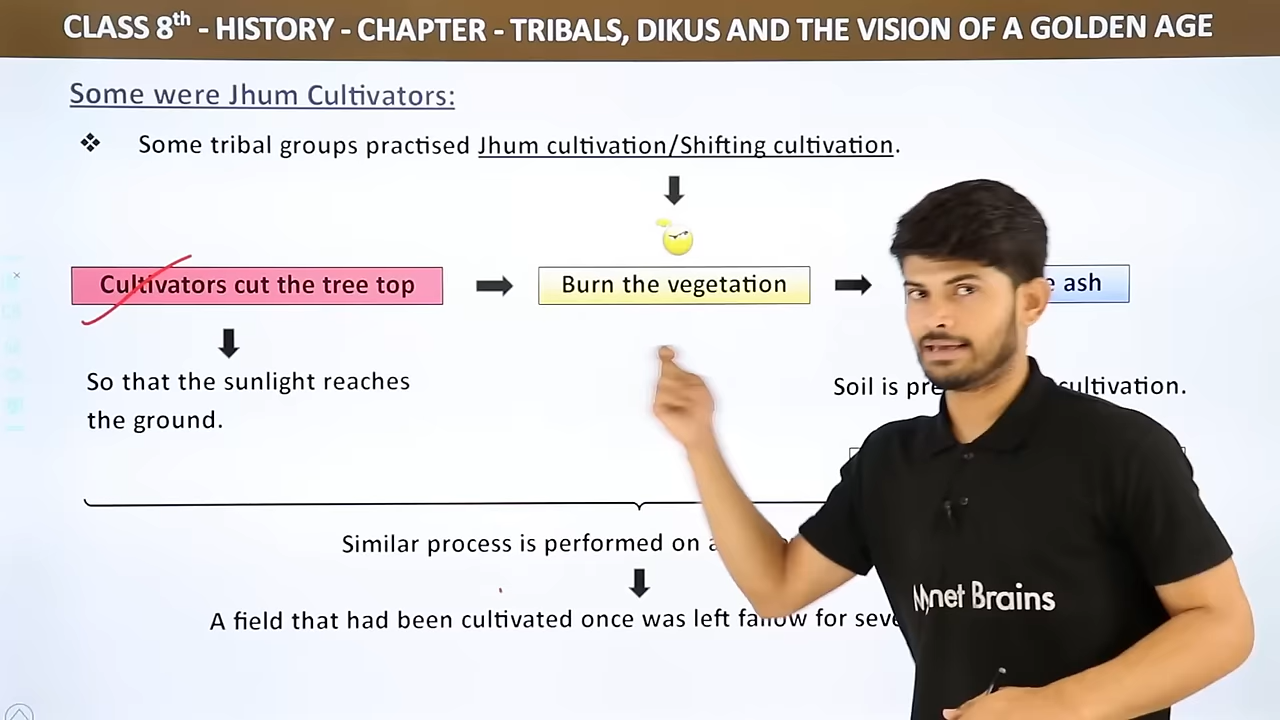 CLASS 8th - HISTORY - CHAPTER - TRIBALS, DIKUS AND THE VISION OF A GOLDEN AGE
Some were Jhum Cultivators:
❖ Some tribal groups practised Jhum cultivation/Shifting cultivation.
Cultivators cut the tree top
Burn the vegetation
ash
So that the sunlight reaches
the ground.
Soil is cultivation.
Similar process is performed on
A field that had been cultivated once was left fallow for
Magnet Brains